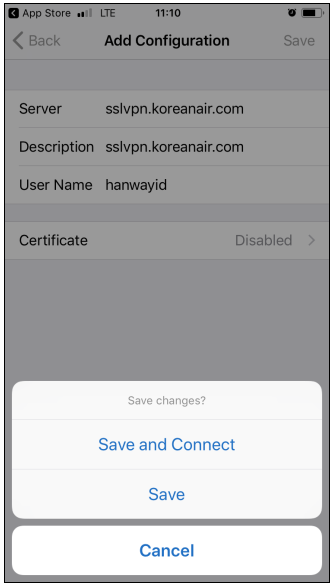 App Store LTE 11:10
Back Add Configuration Save
Server sslvpn.koreanair.com
Description sslvpn.koreanair.com
User Name hanwayid
Certificate Disabled
Save changes?
Save and Connect
Save
Cancel